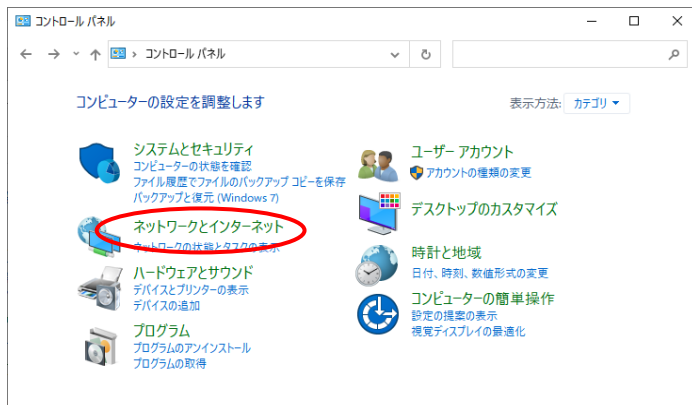 コントロール パネル
コントロール パネル
コンピューターの設定を調整します
表示方法: カテゴリ
システムとセキュリティ
コンピューターの状態を確認
ファイル履歴でファイルのバックアップ コピーを保存
バックアップと復元 (Windows 7)
ネットワークとインターネット
ネットワークの状態とタスクの表示
ハードウェアとサウンド
デバイスとプリンターの表示
デバイスの追加
プログラム
プログラムのアンインストール
プログラムの取得
ユーザー アカウント
アカウントの種類の変更
デスクトップのカスタマイズ
時計と地域
日付、時刻、数値形式の変更
コンピューターの簡単操作
設定の提案の表示
視覚ディスプレイの最適化